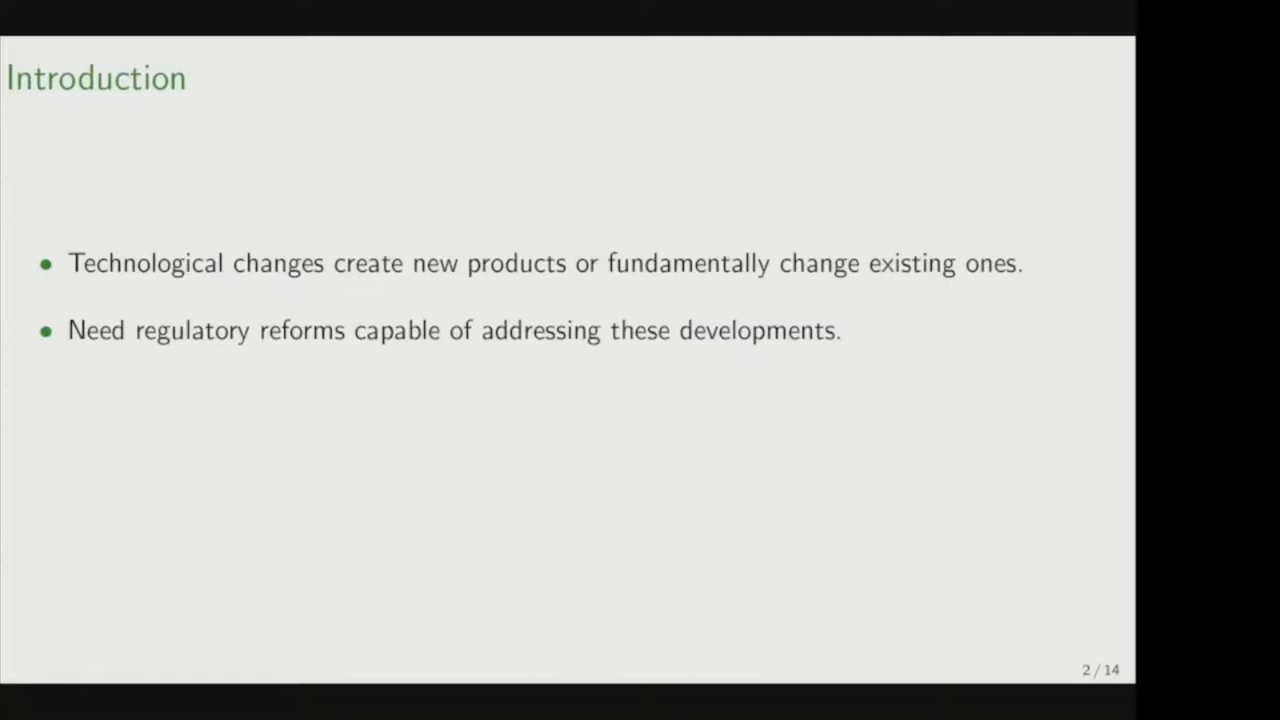 Introduction
• Technological changes create new products or fundamentally change existing ones.
• Need regulatory reforms capable of addressing these developments.
2 / 14